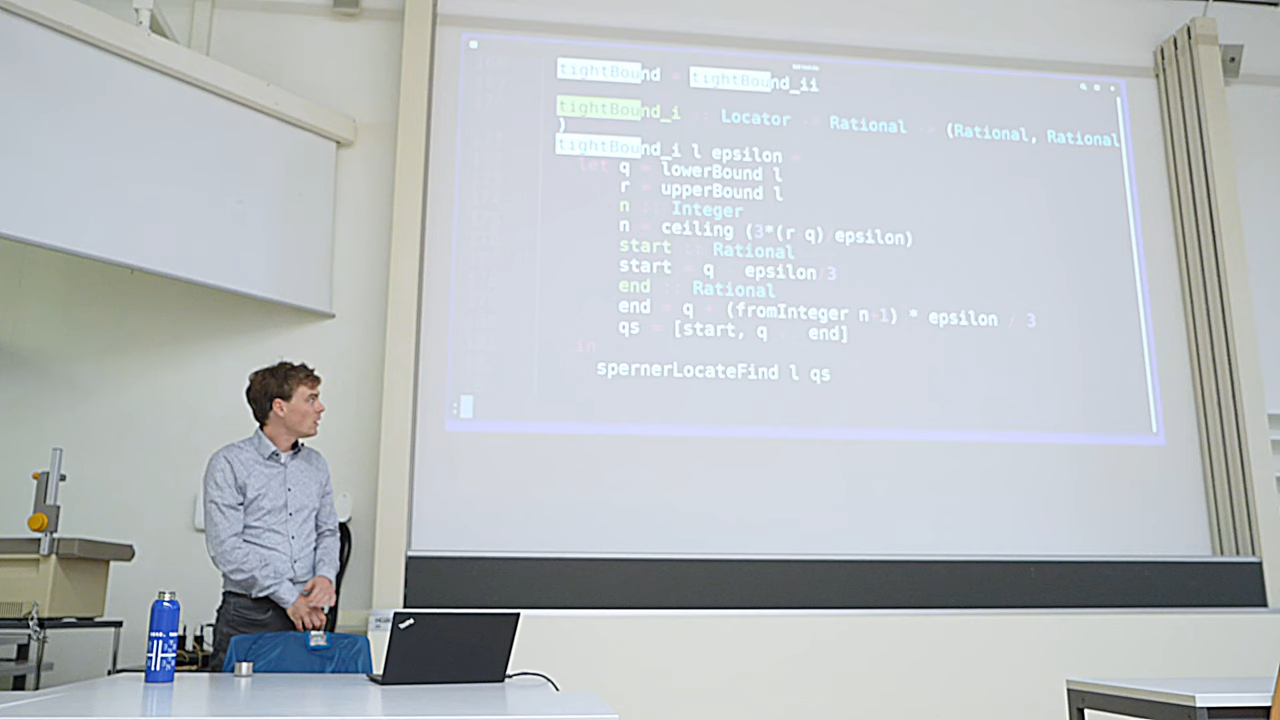 tightBound = tightBound_ii
tightBound_i :: Locator -> Rational -> (Rational, Rational
)
tightBound_i l epsilon =
let q = lowerBound l
r = upperBound l
n :: Integer
n = ceiling (3*(r q) epsilon)
start :: Rational
start = q epsilon 3
end :: Rational
end = q + (fromInteger n+1) * epsilon / 3
qs = [start, q .. end]
in
spernerLocateFind l qs
:
ThinkPad